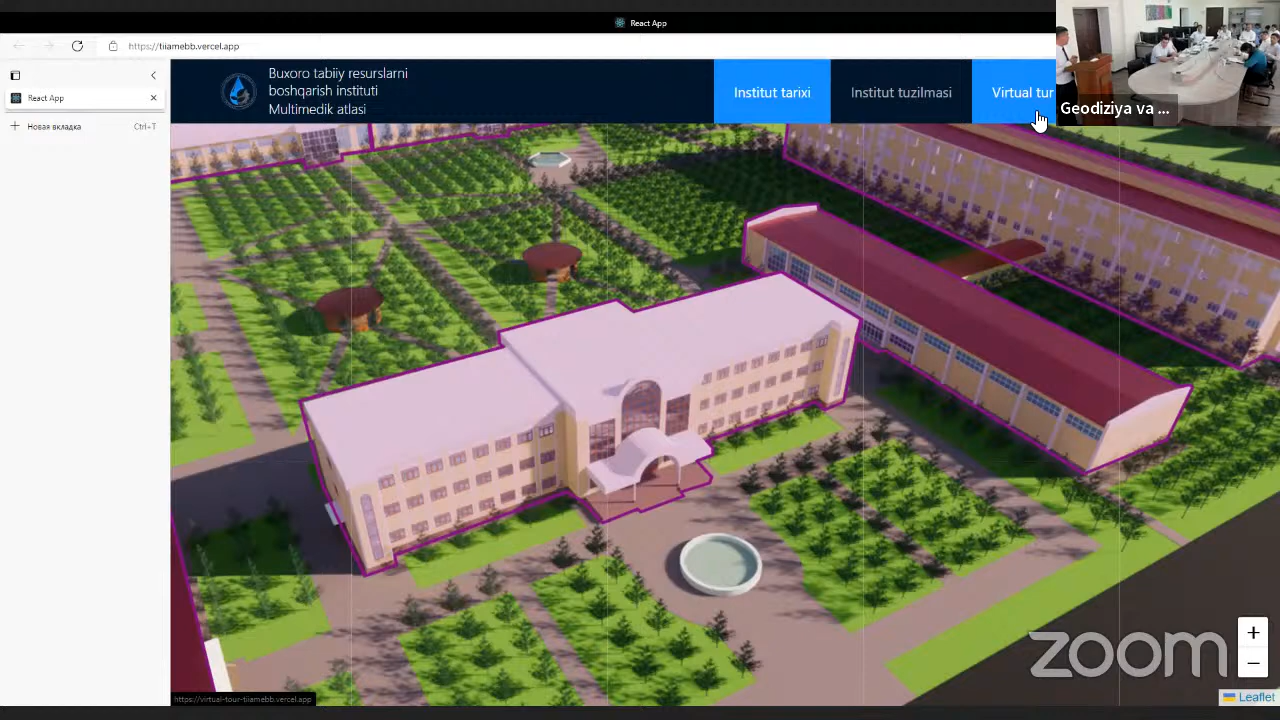 React App
https://tiiamebb.vercel.app
React App
Новая вкладка
Ctrl+T
Buxoro tabiiy resurslarni
boshqarish instituti
Multimedik atlasi
Institut tarixi
Institut tuzilmasi
Virtual tur
Geodiziya va ...
zoom
+
−
Leaflet
https://virtual-tour-tiiamebb.vercel.app